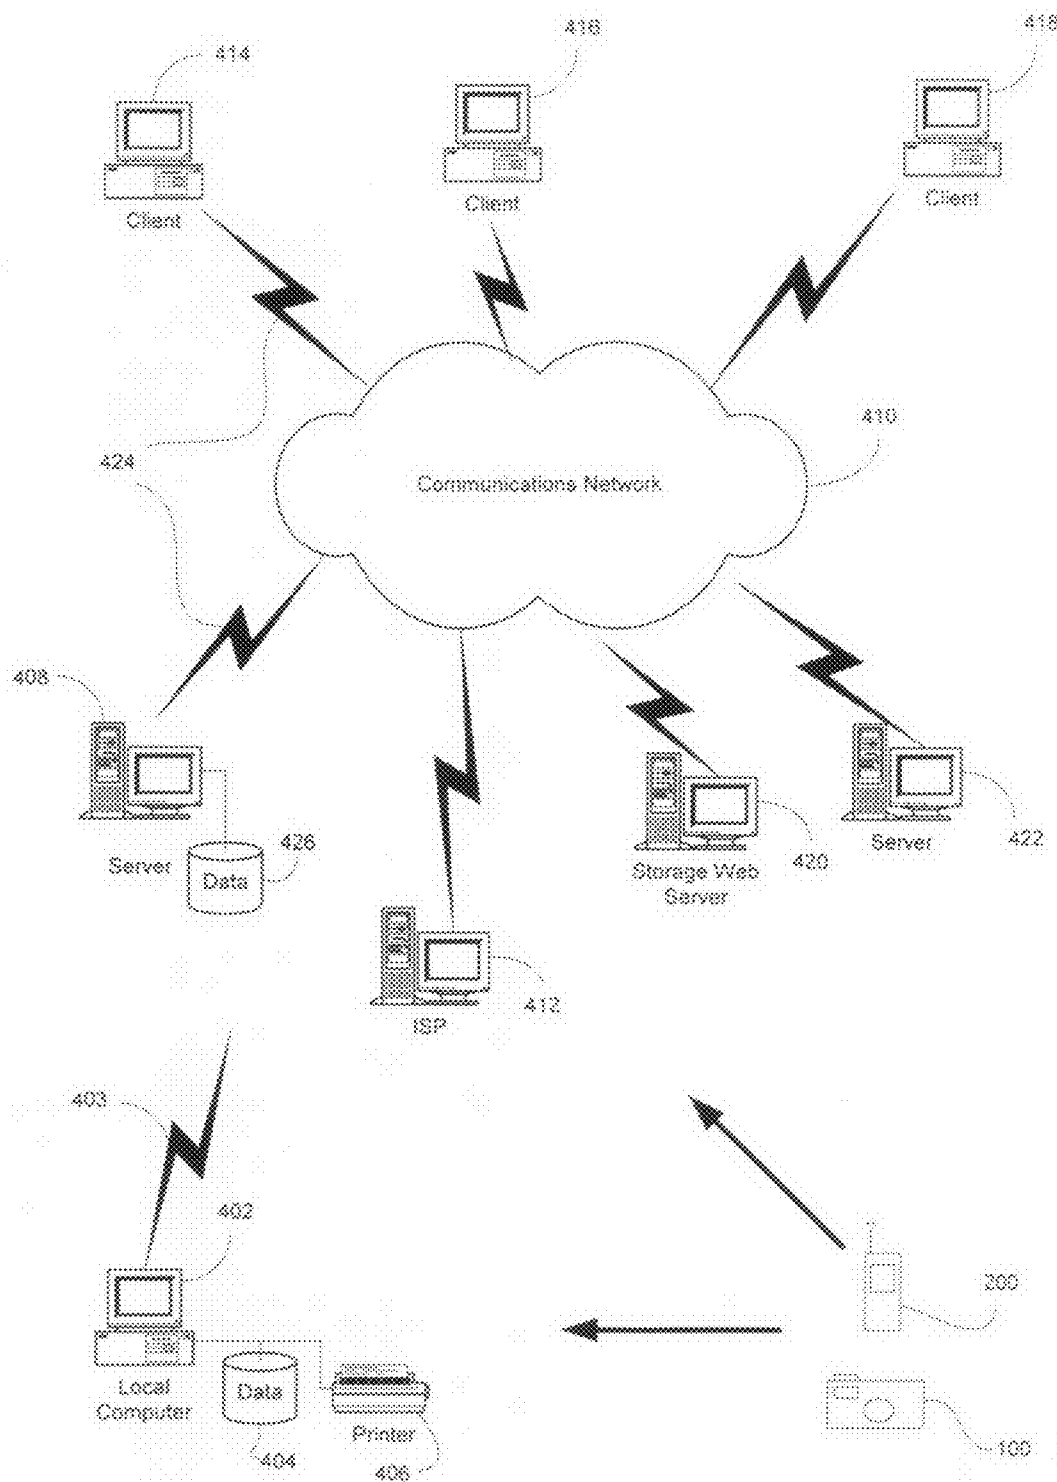 414
416
418
Client
Client
Client
410
424
Communications Network
408
Server
426
Data
420
Storage Web
Server
422
Server
412
ISP
403
402
200
Local
Computer
Data
404
Printer
406
100